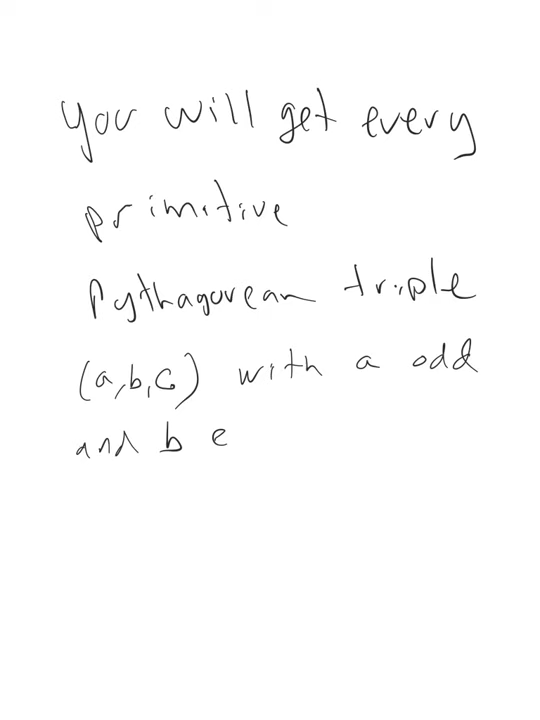 you will get every
primitive
Pythagorean triple
(a,b,c) with a odd
and b e